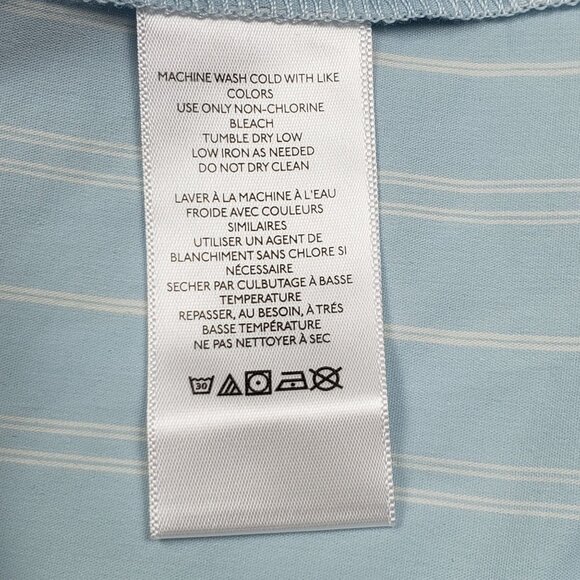 MACHINE WASH COLD WITH LIKE
COLORS
USE ONLY NON-CHLORINE
BLEACH
TUMBLE DRY LOW
LOW IRON AS NEEDED
DO NOT DRY CLEAN
LAVER À LA MACHINE À L'EAU
FROIDE AVEC COULEURS
SIMILAIRES
UTILISER UN AGENT DE
BLANCHIMENT SANS CHLORE SI
NÉCESSAIRE
SECHER PAR CULBUTAGE À BASSE
TEMPERATURE
REPASSER, AU BESOIN, À TRÉS
BASSE TEMPÉRATURE
NE PAS NETTOYER À SEC
30